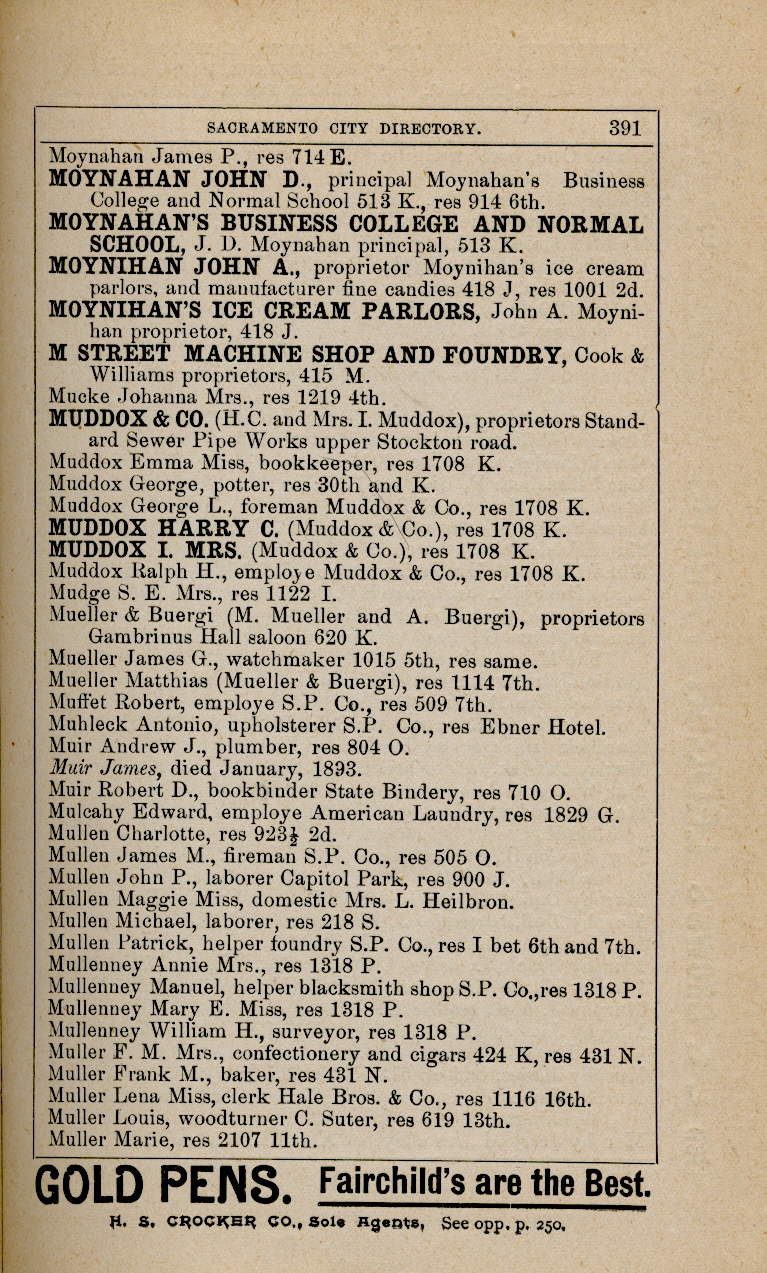 SACRAMENTO CITY DIRECTORY. 391
Moynahan James P., res 714 E.
MOYNAHAN JOHN D., principal Moynahan's Business
College and Normal School 513 K., res 914 6th.
MOYNAHAN'S BUSINESS COLLEGE AND NORMAL
SCHOOL, J. D. Moynahan principal, 513 K.
MOYNIHAN JOHN A., proprietor Moynihan's ice cream
parlors, and manufacturer fine candies 418 J, res 1001 2d.
MOYNIHAN'S ICE CREAM PARLORS, John A. Moyni-
han proprietor, 418 J.
M STREET MACHINE SHOP AND FOUNDRY, Cook &
Williams proprietors, 415 M.
Mucke Johanna Mrs., res 1219 4th.
MUDDOX & CO. (H.C. and Mrs. I. Muddox), proprietors Stand-
ard Sewer Pipe Works upper Stockton road.
Muddox Emma Miss, bookkeeper, res 1708 K.
Muddox George, potter, res 30th and K.
Muddox George L., foreman Muddox & Co., res 1708 K.
MUDDOX HARRY C. (Muddox & Co.), res 1708 K.
MUDDOX I. MRS. (Muddox & Co.), res 1708 K.
Muddox Ralph H., employe Muddox & Co., res 1708 K.
Mudge S. E. Mrs., res 1122 I.
Mueller & Buergi (M. Mueller and A. Buergi), proprietors
Gambrinus Hall saloon 620 K.
Mueller James G., watchmaker 1015 5th, res same.
Mueller Matthias (Mueller & Buergi), res 1114 7th.
Muffet Robert, employe S.P. Co., res 509 7th.
Muhleck Antonio, upholsterer S.P. Co., res Ebner Hotel.
Muir Andrew J., plumber, res 804 O.
Muir James, died January, 1893.
Muir Robert D., bookbinder State Bindery, res 710 O.
Mulcahy Edward, employe American Laundry, res 1829 G.
Mullen Charlotte, res 923½ 2d.
Mullen James M., fireman S.P. Co., res 505 O.
Mullen John P., laborer Capitol Park, res 900 J.
Mullen Maggie Miss, domestic Mrs. L. Heilbron.
Mullen Michael, laborer, res 218 S.
Mullen Patrick, helper foundry S.P. Co., res I bet 6th and 7th.
Mullenney Annie Mrs., res 1318 P.
Mullenney Manuel, helper blacksmith shop S.P. Co.,res 1318 P.
Mullenney Mary E. Miss, res 1318 P.
Mullenney William H., surveyor, res 1318 P.
Muller F. M. Mrs., confectionery and cigars 424 K, res 431 N.
Muller Frank M., baker, res 431 N.
Muller Lena Miss, clerk Hale Bros. & Co., res 1116 16th.
Muller Louis, woodturner C. Suter, res 619 13th.
Muller Marie, res 2107 11th.
GOLD PENS. Fairchild's are the Best.
H. S. CROCKER CO., Sole Agents, See opp. p. 250.